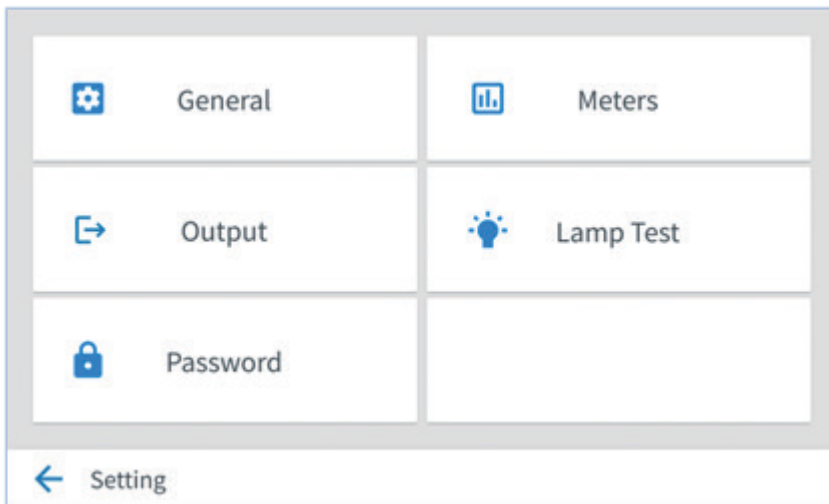 General
Meters
Output
Lamp Test
Password
Setting